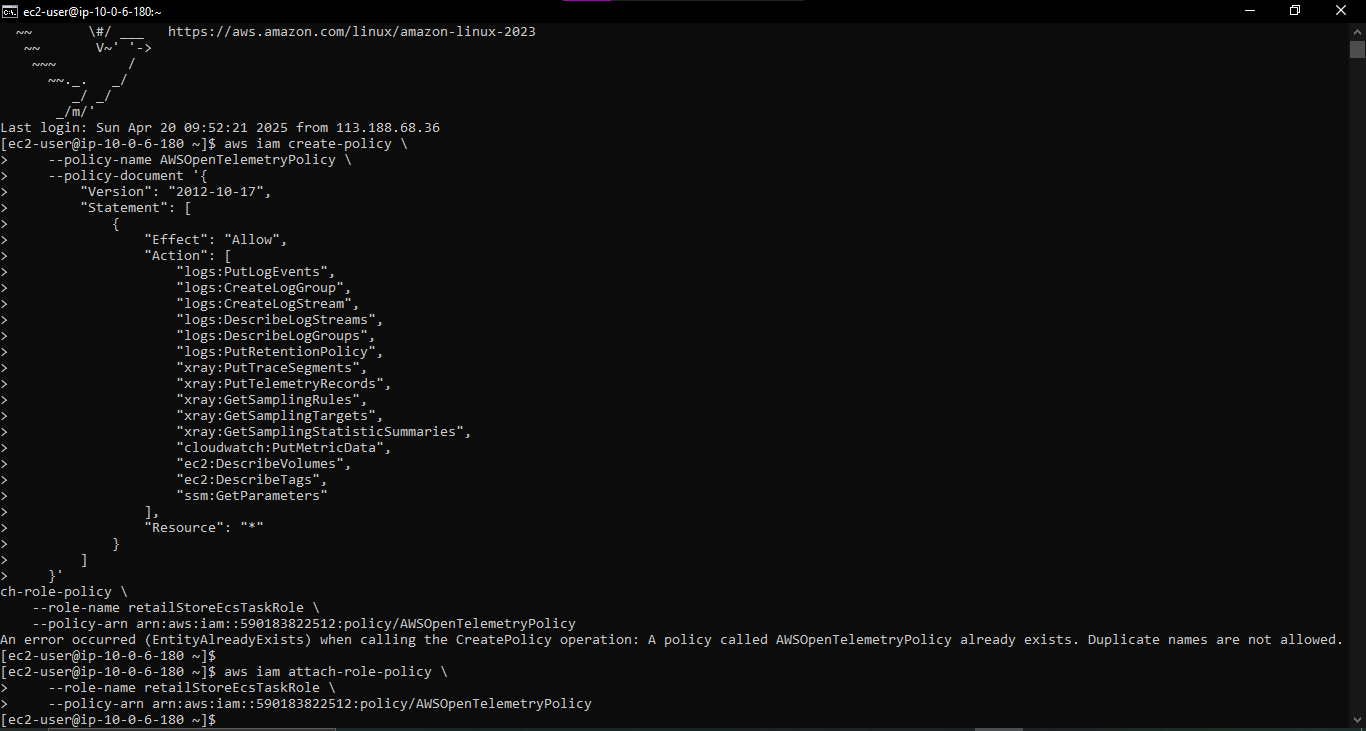 ec2-user@ip-10-0-6-180:~
~~ \#/ ___ https://aws.amazon.com/linux/amazon-linux-2023
~~ V~' '->
~~~ /
~~._. _/
_/ _/
_/m/'
Last login: Sun Apr 20 09:52:21 2025 from 113.188.68.36
[ec2-user@ip-10-0-6-180 ~]$ aws iam create-policy \
> --policy-name AWSOpenTelemetryPolicy \
> --policy-document '{
> "Version": "2012-10-17",
> "Statement": [
> {
> "Effect": "Allow",
> "Action": [
> "logs:PutLogEvents",
> "logs:CreateLogGroup",
> "logs:CreateLogStream",
> "logs:DescribeLogStreams",
> "logs:DescribeLogGroups",
> "logs:PutRetentionPolicy",
> "xray:PutTraceSegments",
> "xray:PutTelemetryRecords",
> "xray:GetSamplingRules",
> "xray:GetSamplingTargets",
> "xray:GetSamplingStatisticSummaries",
> "cloudwatch:PutMetricData",
> "ec2:DescribeVolumes",
> "ec2:DescribeTags",
> "ssm:GetParameters"
> ],
> "Resource": "*"
> }
> ]
> }'
ch-role-policy \
--role-name retailStoreEcsTaskRole \
--policy-arn arn:aws:iam::590183822512:policy/AWSOpenTelemetryPolicy
An error occurred (EntityAlreadyExists) when calling the CreatePolicy operation: A policy called AWSOpenTelemetryPolicy already exists. Duplicate names are not allowed.
[ec2-user@ip-10-0-6-180 ~]$
[ec2-user@ip-10-0-6-180 ~]$ aws iam attach-role-policy \
> --role-name retailStoreEcsTaskRole \
> --policy-arn arn:aws:iam::590183822512:policy/AWSOpenTelemetryPolicy
[ec2-user@ip-10-0-6-180 ~]$